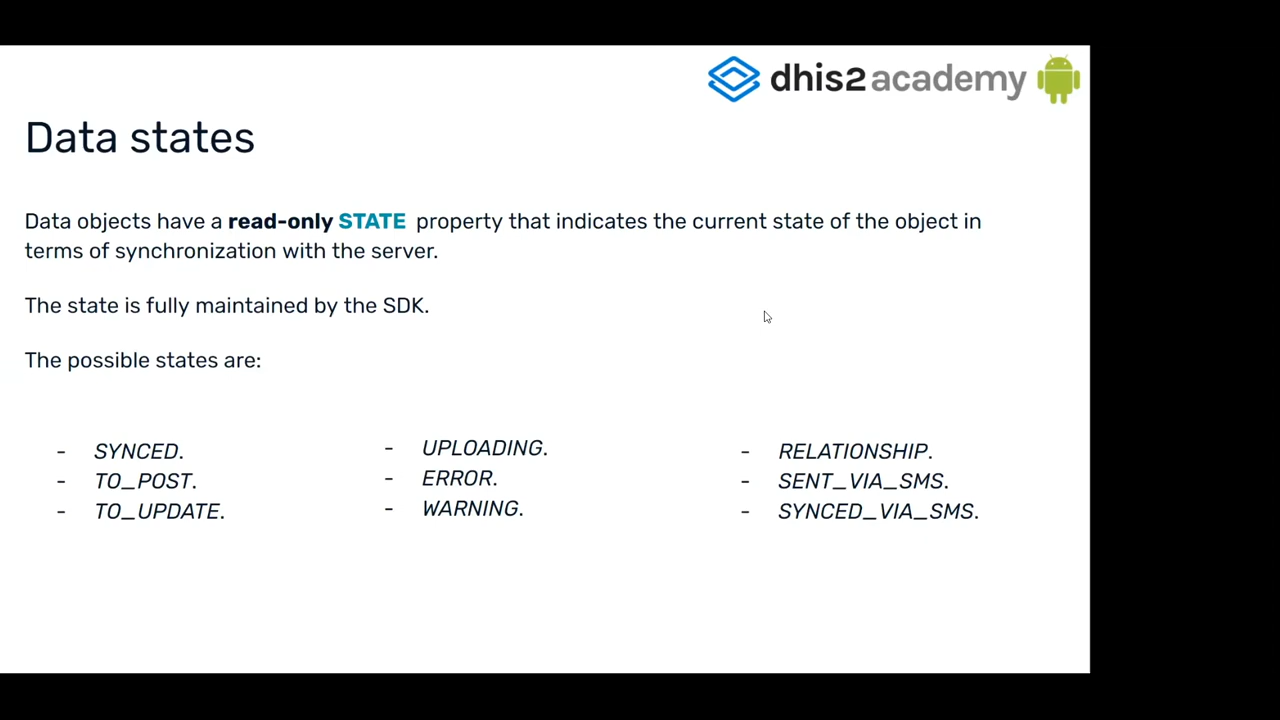 dhis2 academy
Data states
Data objects have a read-only STATE property that indicates the current state of the object in
terms of synchronization with the server.
The state is fully maintained by the SDK.
The possible states are:
- SYNCED.
- TO_POST.
- TO_UPDATE.
- UPLOADING.
- ERROR.
- WARNING.
- RELATIONSHIP.
- SENT_VIA_SMS.
- SYNCED_VIA_SMS.